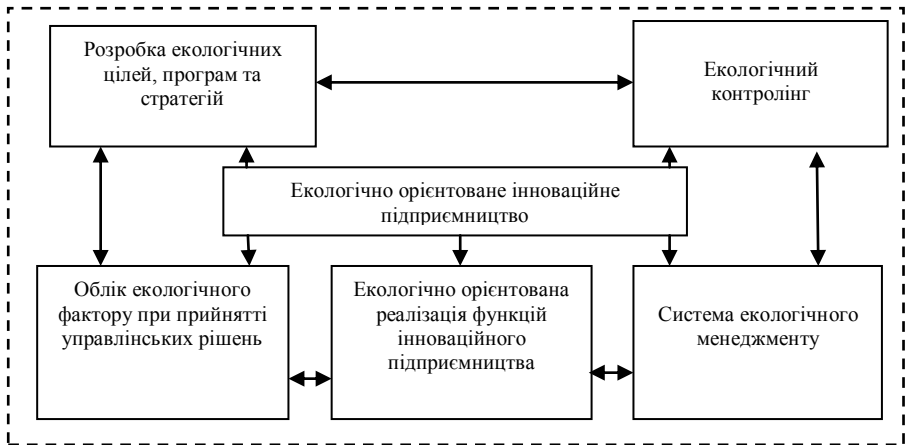 Розробка екологічних
цілей, програм та
стратегій
Екологічний
контролінг
Екологічно орієнтоване інноваційне
підприємництво
Облік екологічного
фактору при прийнятті
управлінських рішень
Екологічно орієнтована
реалізація функцій
інноваційного
підприємництва
Система екологічного
менеджменту